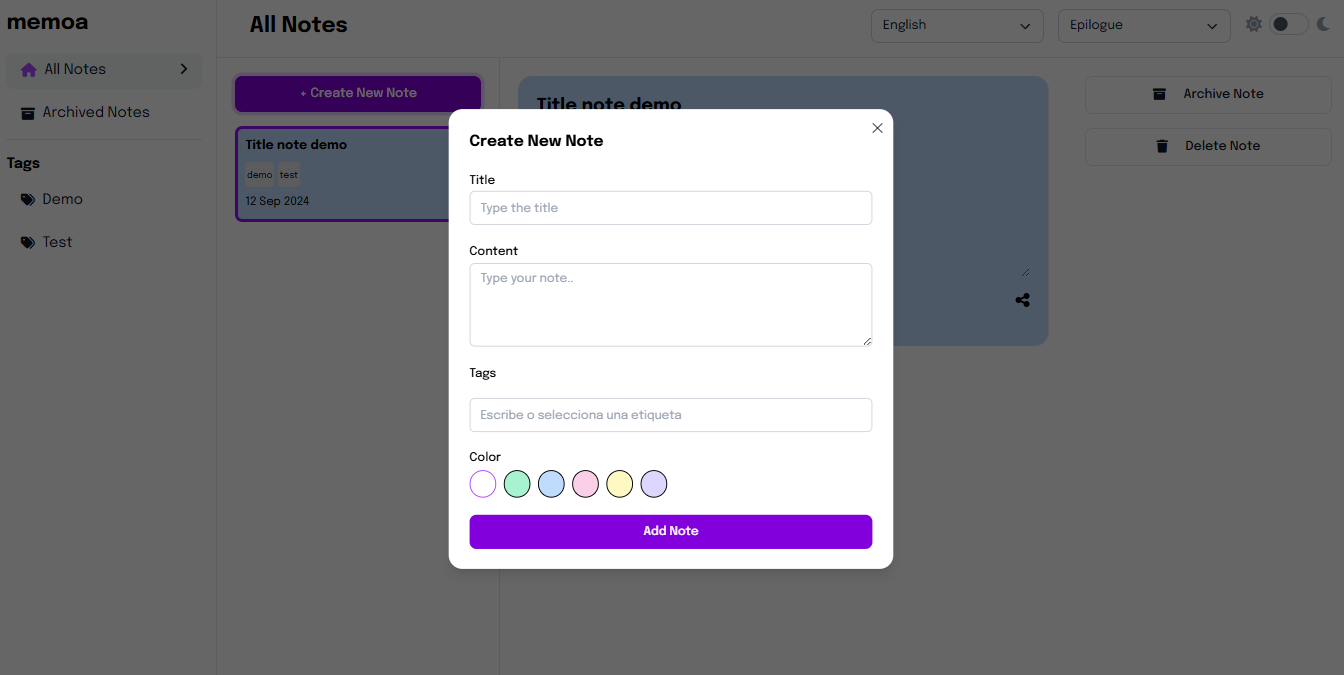 memoa
All Notes
English
Epilogue
All Notes
Archived Notes
Tags
Demo
Test
+ Create New Note
Title note demo
demo test
12 Sep 2024
Title note demo
Archive Note
Delete Note
Create New Note
Title
Type the title
Content
Type your note..
Tags
Escribe o selecciona una etiqueta
Color
Add Note